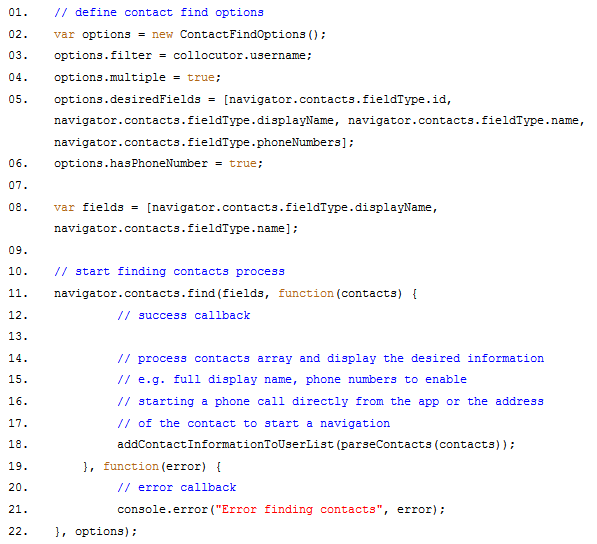 01. // define contact find options
02. var options = new ContactFindOptions();
03. options.filter = collocutor.username;
04. options.multiple = true;
05. options.desiredFields = [navigator.contacts.fieldType.id,
navigator.contacts.fieldType.displayName, navigator.contacts.fieldType.name,
navigator.contacts.fieldType.phoneNumbers];
06. options.hasPhoneNumber = true;
07.
08. var fields = [navigator.contacts.fieldType.displayName,
navigator.contacts.fieldType.name];
09.
10. // start finding contacts process
11. navigator.contacts.find(fields, function(contacts) {
12. // success callback
13.
14. // process contacts array and display the desired information
15. // e.g. full display name, phone numbers to enable
16. // starting a phone call directly from the app or the address
17. // of the contact to start a navigation
18. addContactInformationToUserList(parseContacts(contacts));
19. }, function(error) {
20. // error callback
21. console.error("Error finding contacts", error);
22. }, options);